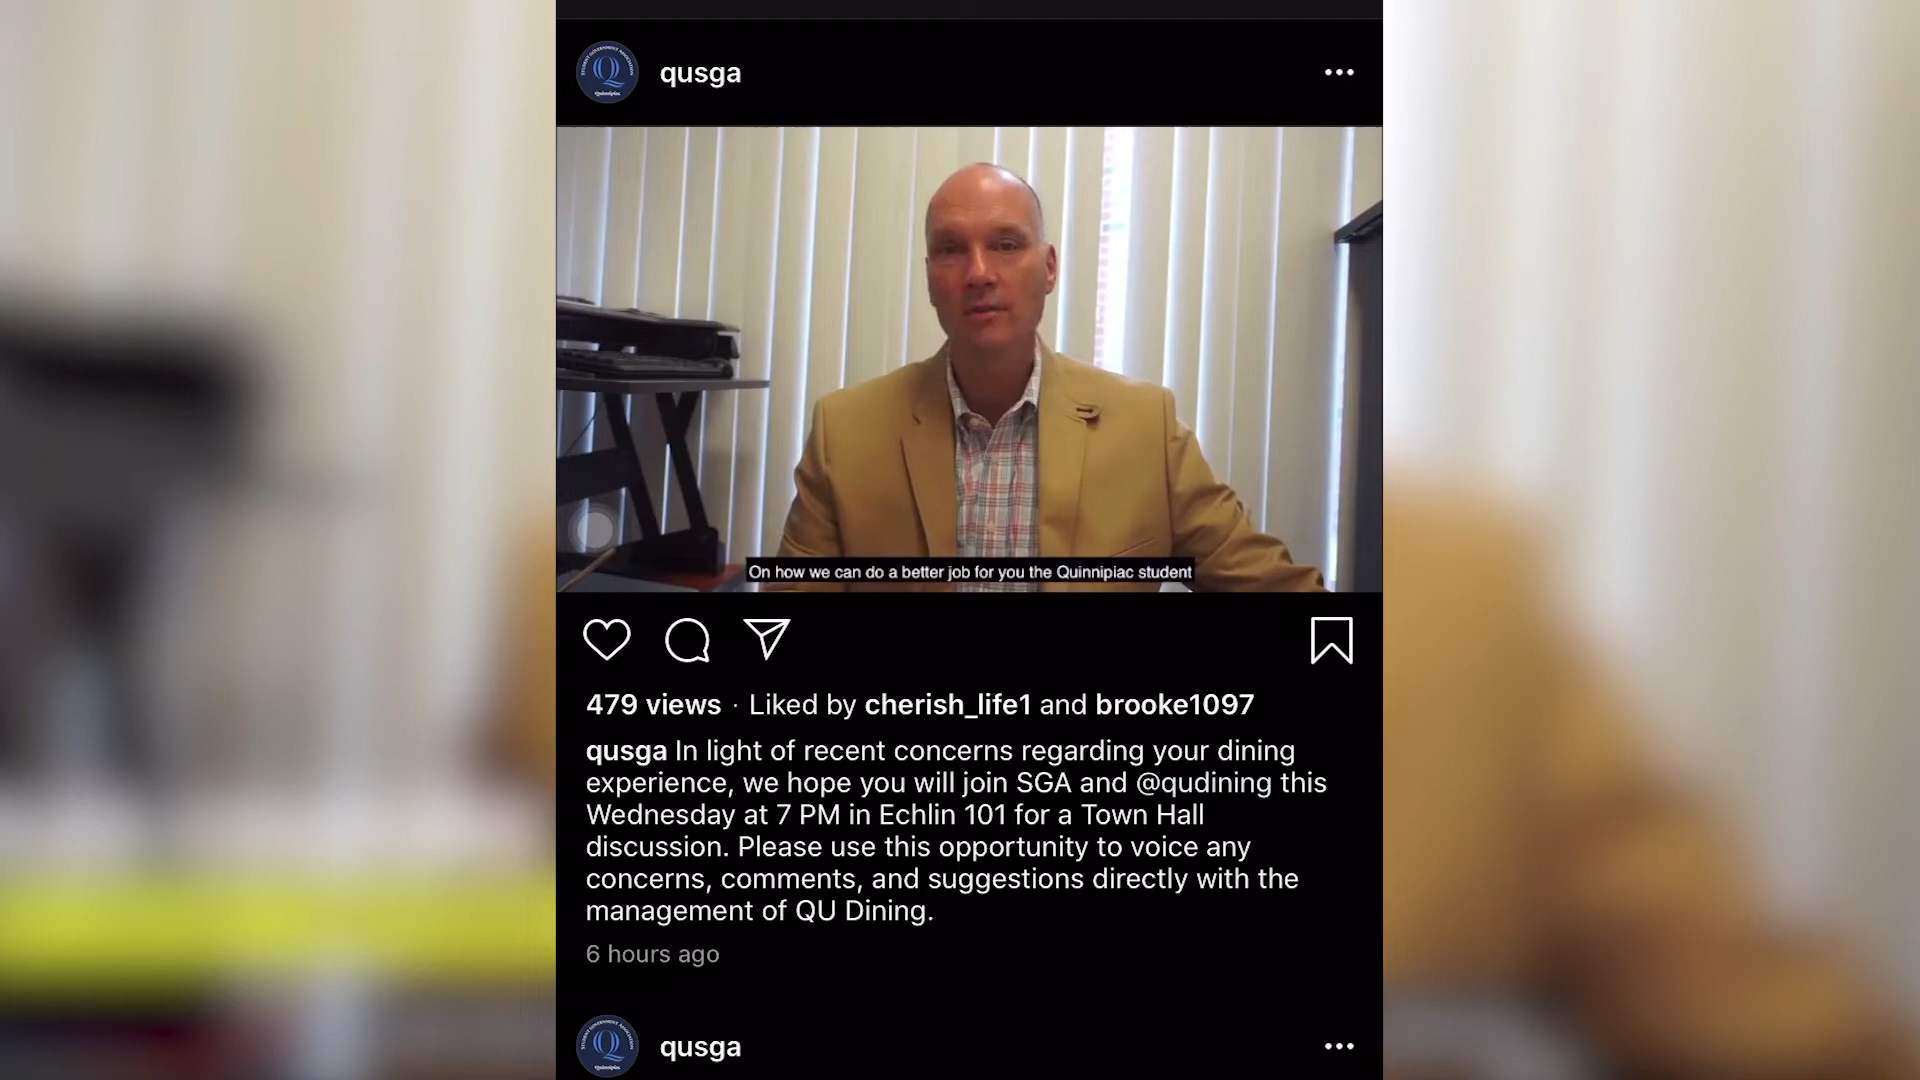 qusga
On how we can do a better job for you the Quinnipiac student
479 views · Liked by cherish_life1 and brooke1097
qusga In light of recent concerns regarding your dining
experience, we hope you will join SGA and @qudining this
Wednesday at 7 PM in Echlin 101 for a Town Hall
discussion. Please use this opportunity to voice any
concerns, comments, and suggestions directly with the
management of QU Dining.
6 hours ago
qusga